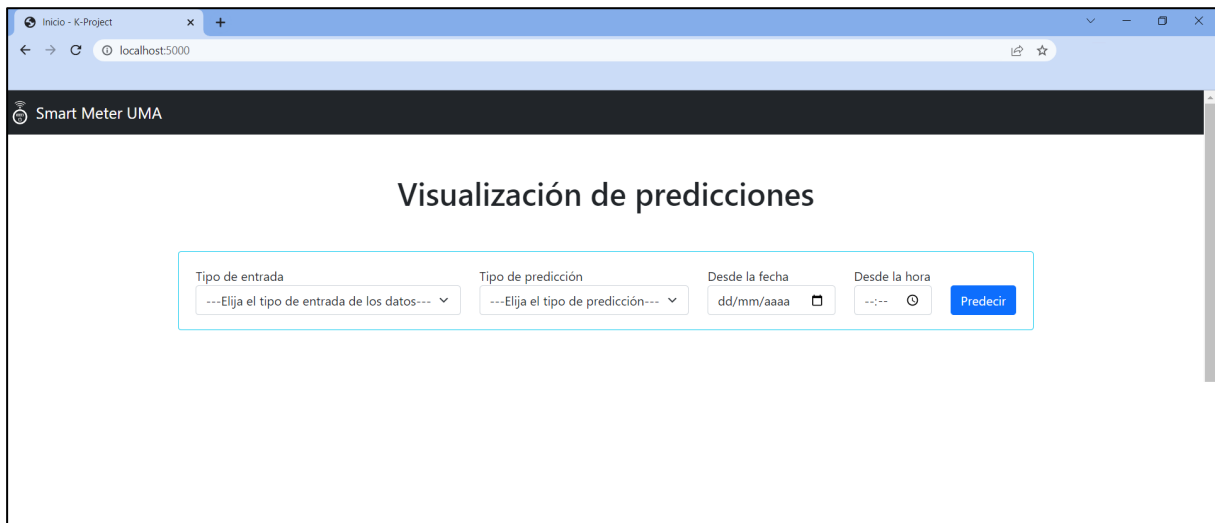 Inicio - K-Project
localhost:5000
Smart Meter UMA
Visualización de predicciones
Tipo de entrada Tipo de predicción Desde la fecha Desde la hora
---Elija el tipo de entrada de los datos--- ---Elija el tipo de predicción--- dd/mm/aaaa --:-- Predecir